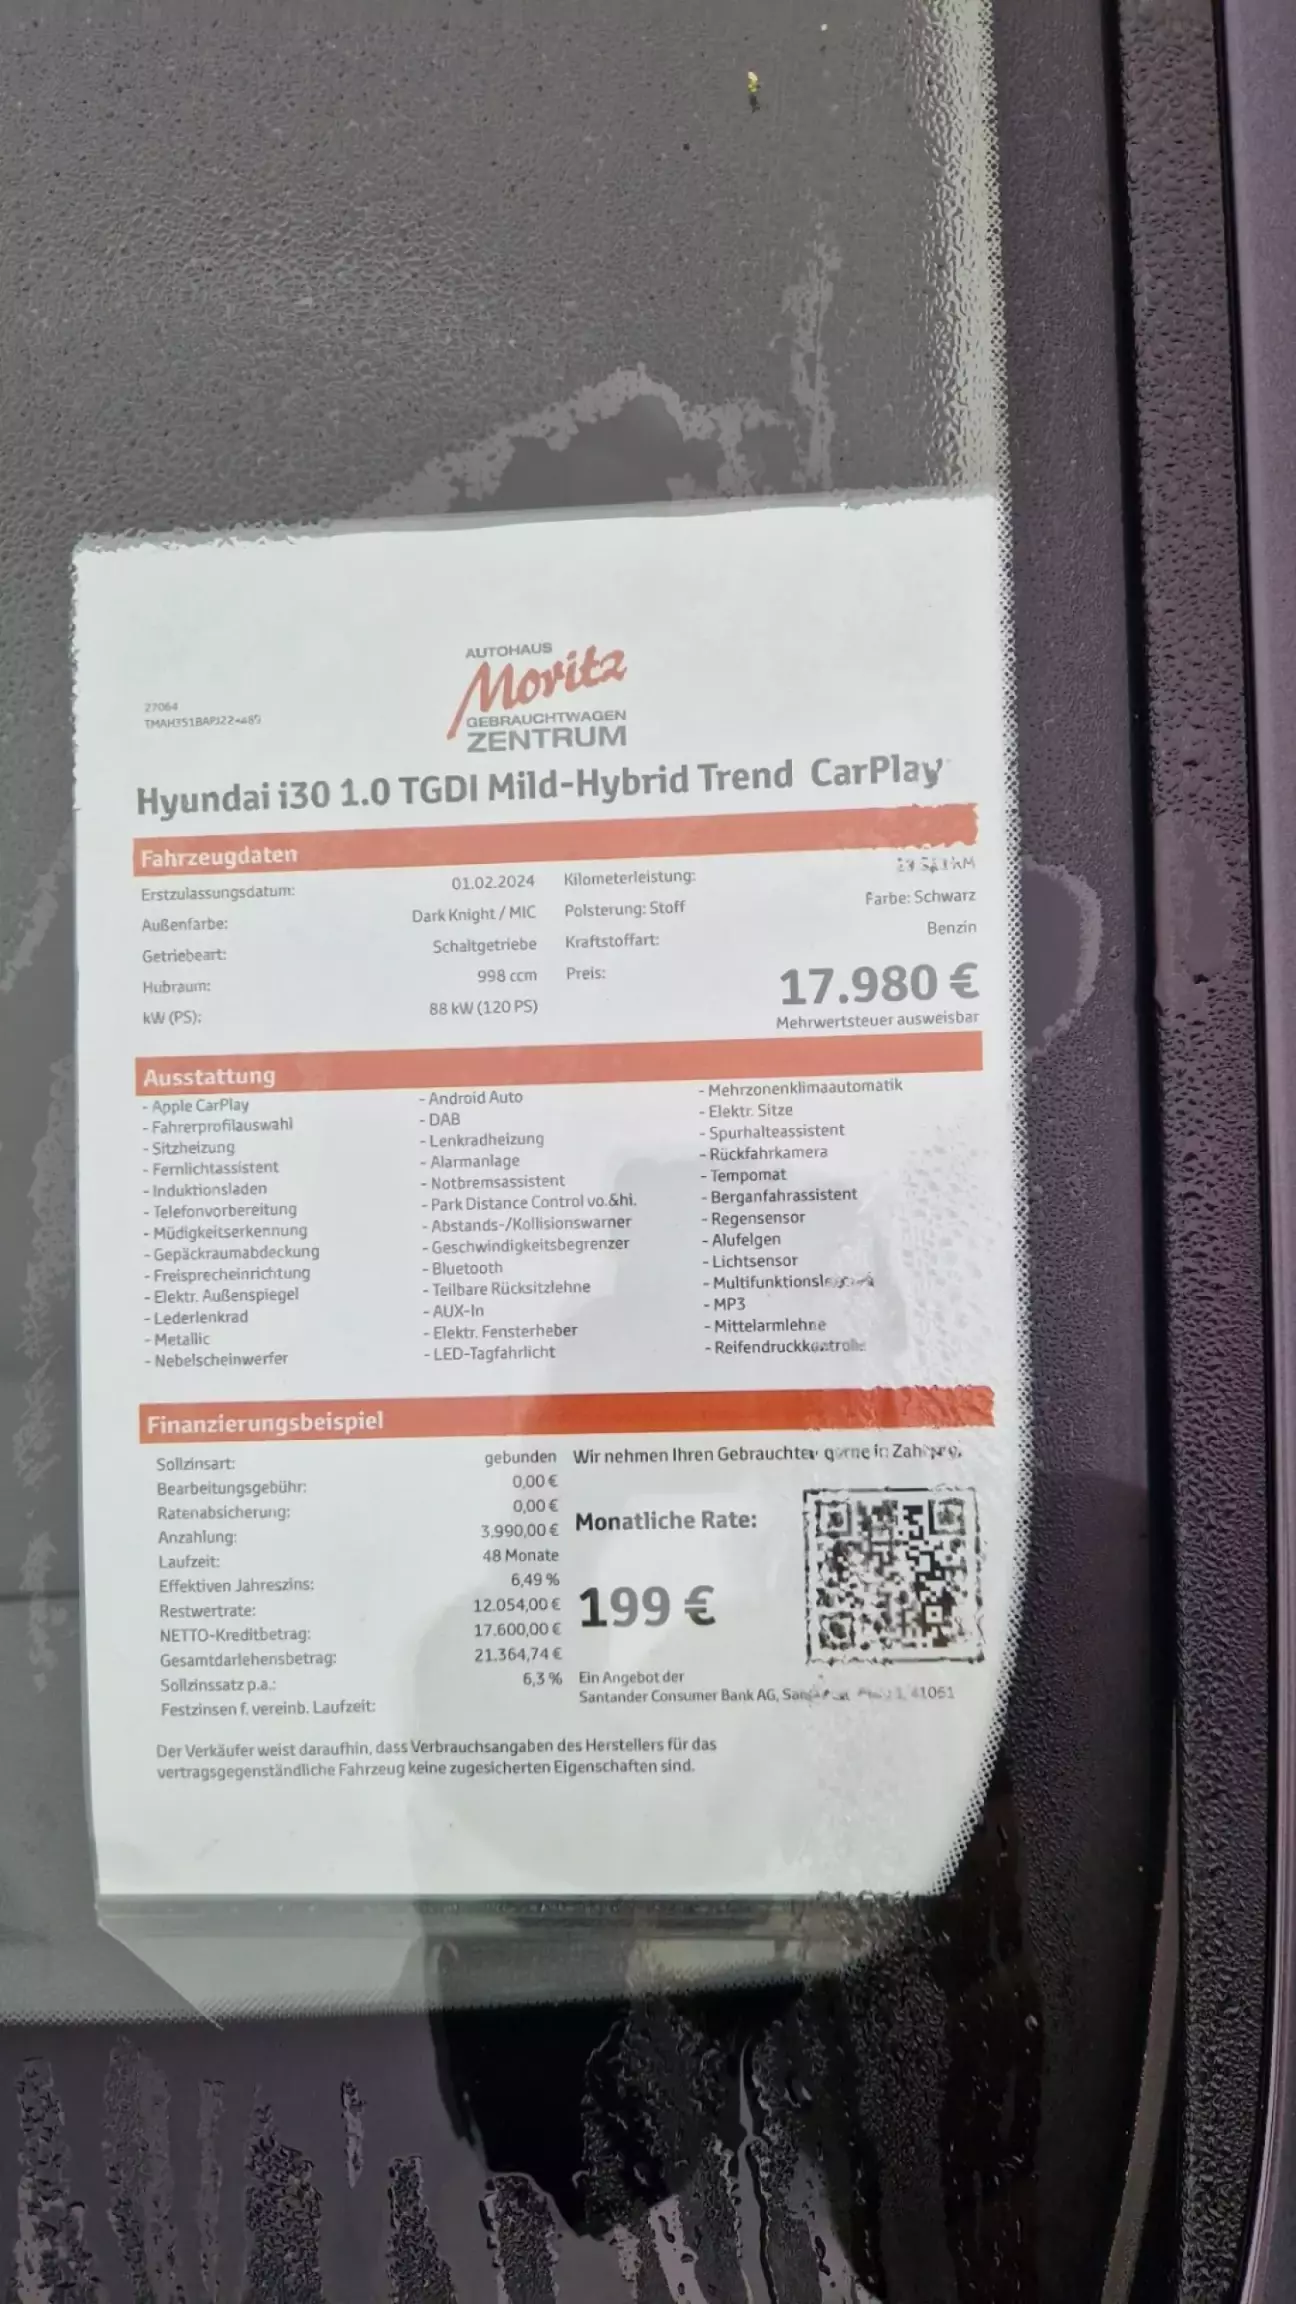 AUTOHAUS
Moritz
GEBRAUCHTWAGEN
ZENTRUM
27064
Hyundai i30 1.0 TGDI Mild-Hybrid Trend CarPlay
Fahrzeugdaten
Erstzulassungsdatum: 01.02.2024 Kilometerleistung:
Außenfarbe: Dark Knight / MIC Polsterung: Stoff Farbe: Schwarz
Getriebeart: Schaltgetriebe Kraftstoffart: Benzin
Hubraum: 998 ccm Preis: 17.980 €
kW (PS): 88 kW (120 PS) Mehrwertsteuer ausweisbar
Ausstattung
- Apple CarPlay - Android Auto - Mehrzonenklimaautomatik
- Fahrerprofilauswahl - DAB - Elektr. Sitze
- Sitzheizung - Lenkradheizung - Spurhalteassistent
- Fernlichtassistent - Alarmanlage - Rückfahrkamera
- Induktionsladen - Notbremsassistent - Tempomat
- Telefonvorbereitung - Park Distance Control vo.&hi. - Berganfahrassistent
- Müdigkeitserkennung - Abstands-/Kollisionswarner - Regensensor
- Gepäckraumabdeckung - Geschwindigkeitsbegrenzer - Alufelgen
- Freisprecheinrichtung - Bluetooth - Lichtsensor
- Elektr. Außenspiegel - Teilbare Rücksitzlehne
- Lederlenkrad - AUX-In - MP3
- Metallic - Elektr. Fensterheber - Mittelarmlehne
- Nebelscheinwerfer - LED-Tagfahrlicht - Reifendruckkontrolle
Finanzierungsbeispiel
Sollzinsart: gebunden Wir nehmen Ihren Gebrauchten gerne in
Bearbeitungsgebühr: 0,00 €
Ratenabsicherung: 0,00 €
Anzahlung: 3.990,00 € Monatliche Rate:
Laufzeit: 48 Monate
Effektiven Jahreszins: 6,49 %
Restwertrate: 12.054,00 € 199 €
NETTO-Kreditbetrag: 17.600,00 €
Gesamtdarlehensbetrag: 21.364,74 €
Sollzinssatz p.a.: 6,3 % Ein Angebot der
Festzinsen f. vereinb. Laufzeit: Santander Consumer Bank AG, 41061
Der Verkäufer weist daraufhin, dass Verbrauchsangaben des Herstellers für das
vertragsgegenständliche Fahrzeug keine zugesicherten Eigenschaften sind.